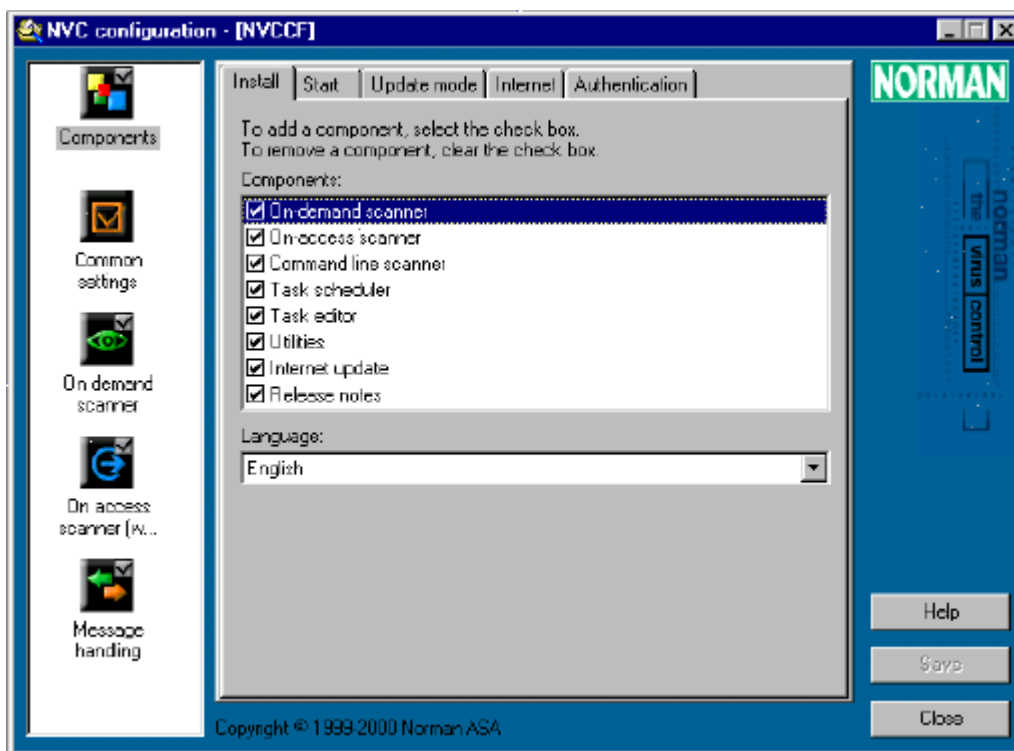 NVC configuration - [NVCCF]
Components
Common
settings
On demand
scanner
On access
scanner (w...
Message
handling
Install
Start
Update mode
Internet
Authentication
To add a component, select the check box.
To remove a component, clear the check box.
Components:
On-demand scanner
On-access scanner
Command line scanner
Task scheduler
Task editor
Utilities
Internet update
Release notes
Language:
English
Copyright © 1999-2000 Norman ASA
NORMAN
norman
the
virus control
Help
Save
Close